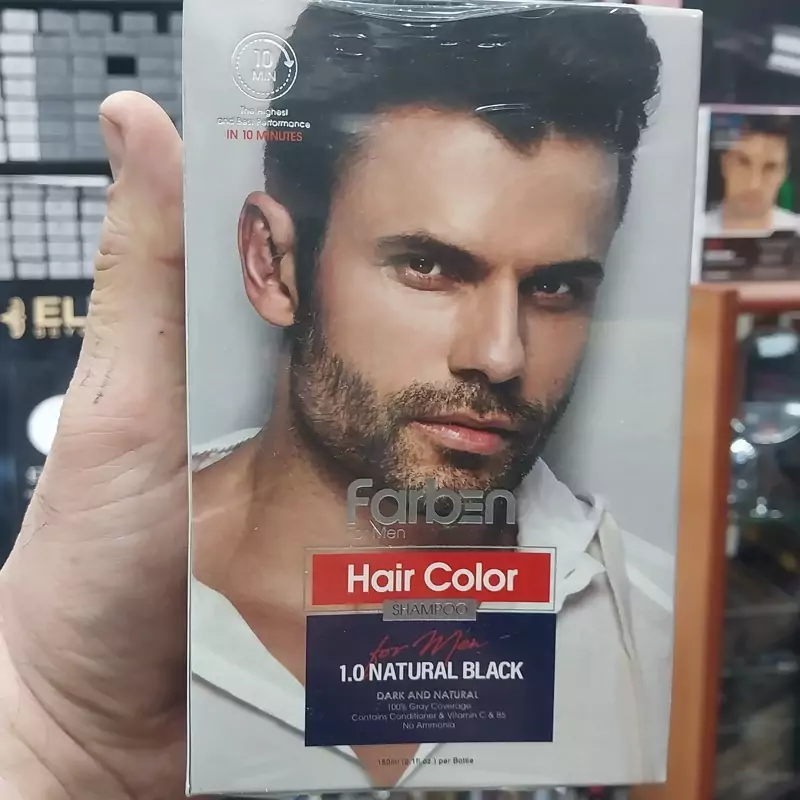 10
MIN
The Highest
and Best Performance
IN 10 MINUTES
EL
Farben
for Men
Hair Color
SHAMPOO
for Men
1.0 NATURAL BLACK
DARK AND NATURAL
100% Gray Coverage
Contains Conditioner & Vitamin C & B5
No Ammonia
per Bottle